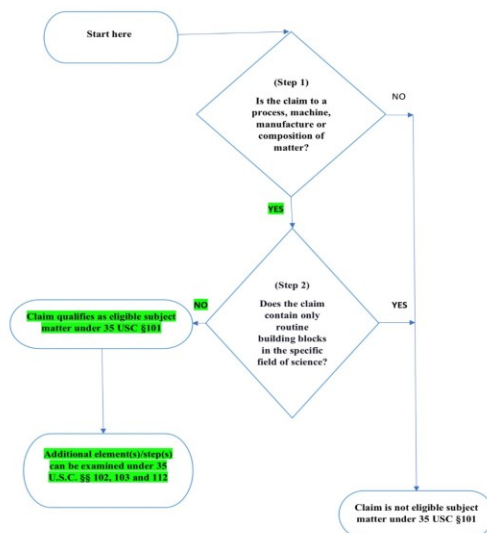 Start here
(Step 1)
Is the claim to a
process, machine,
manufacture or
composition of
matter?
NO
YES
(Step 2)
Does the claim
contain only
routine
building blocks
in the specific
field of science?
NO
YES
Claim qualifies as eligible subject
matter under 35 USC §101
Additional element(s)/step(s)
can be examined under 35
U.S.C. §§ 102, 103 and 112
Claim is not eligible subject
matter under 35 USC §101